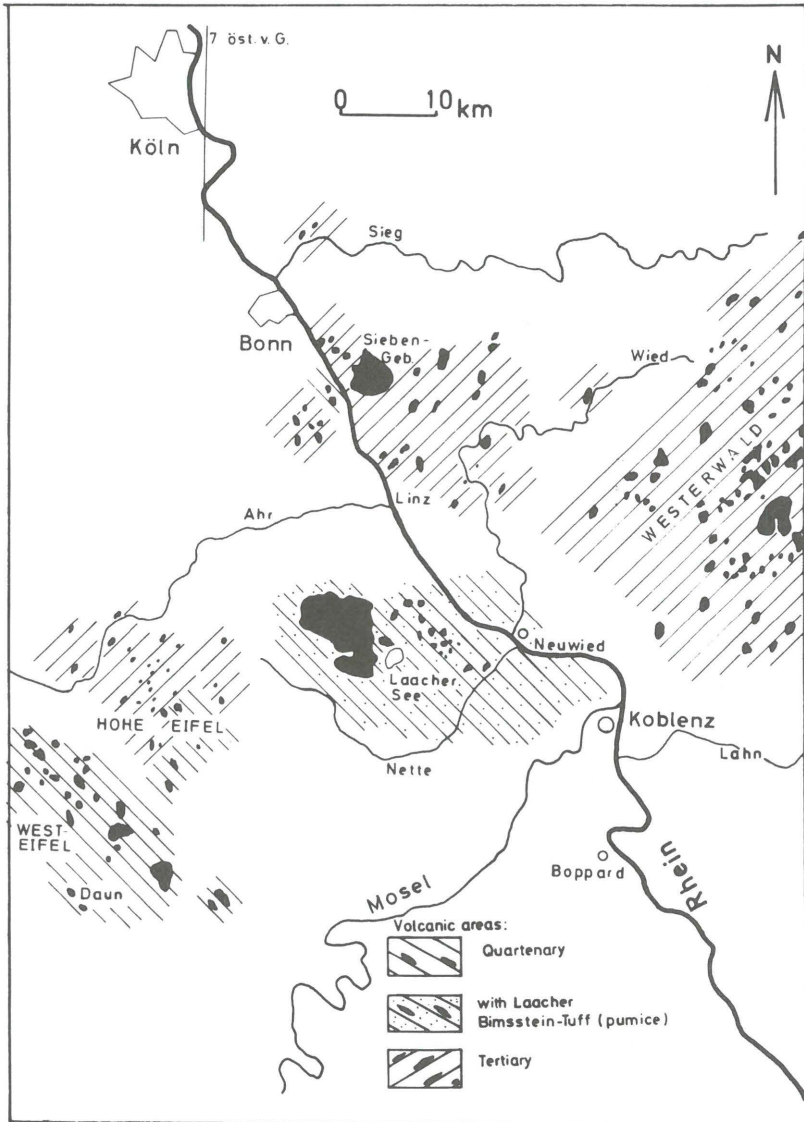 7 öst. v. G.
N
0 10 km
Köln
Sieg
Bonn
Sieben-
Geb.
Wied
WESTERWALD
Linz
Ahr
Neuwied
Laacher
See
HOHE EIFEL
Koblenz
Lahn
Nette
WEST-
EIFEL
Boppard
Daun
Mosel
Rhein
Volcanic areas:
Quartenary
with Laacher
Bimsstein-Tuff (pumice)
Tertiary